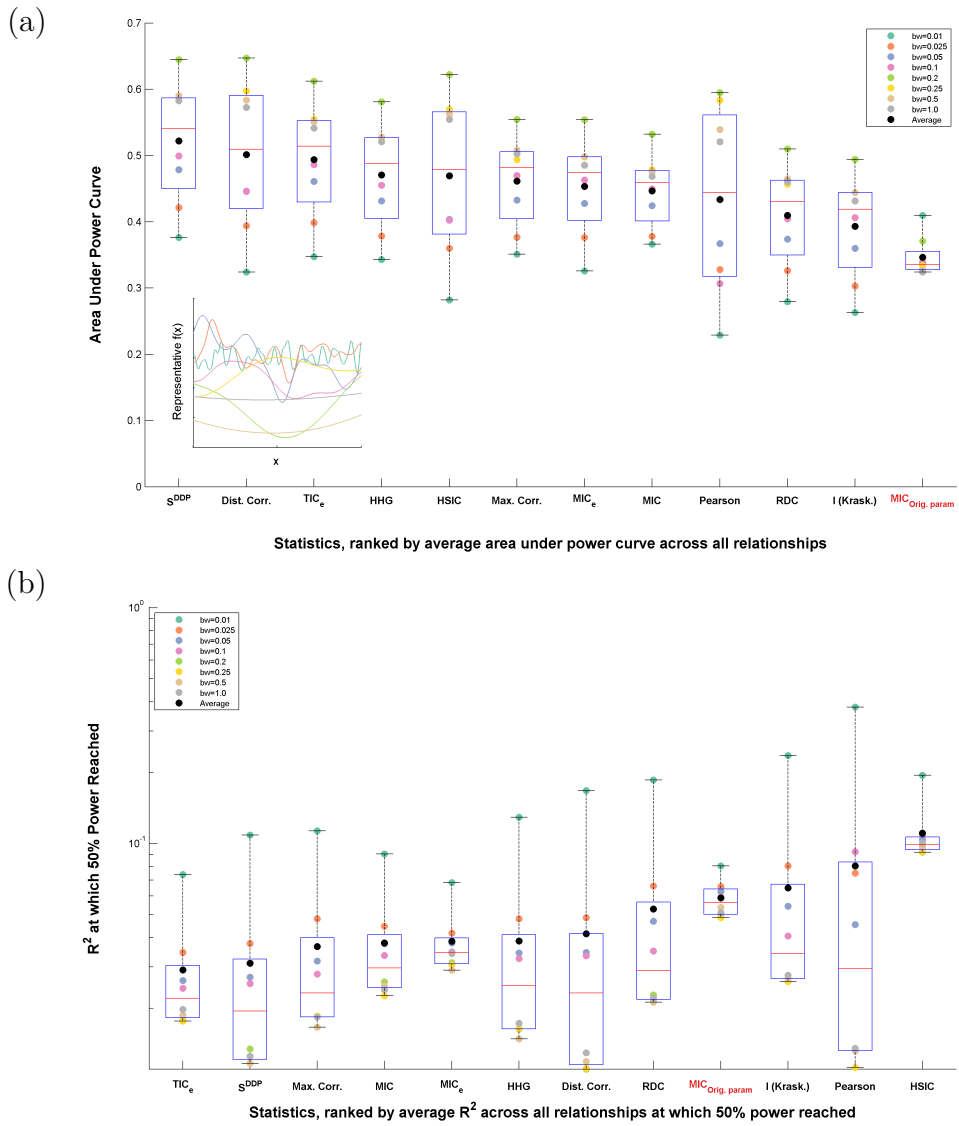 (a)
0.7
0.6
0.5
0.4
0.3
0.2
0.1
0
Area Under Power Curve
bw=0.01
bw=0.025
bw=0.05
bw=0.1
bw=0.2
bw=0.25
bw=0.5
bw=1.0
Average
Representative f(x)
x
S^DDP Dist. Corr. TIC_e HHG HSIC Max. Corr. MIC_e MIC Pearson RDC I (Krask.) MIC_Orig. param
Statistics, ranked by average area under power curve across all relationships
(b)
10^0
10^-1
R^2 at which 50% Power Reached
bw=0.01
bw=0.025
bw=0.05
bw=0.1
bw=0.2
bw=0.25
bw=0.5
bw=1.0
Average
TIC_e S^DDP Max. Corr. MIC MIC_e HHG Dist. Corr. RDC MIC_Orig. param I (Krask.) Pearson HSIC
Statistics, ranked by average R^2 across all relationships at which 50% power reached